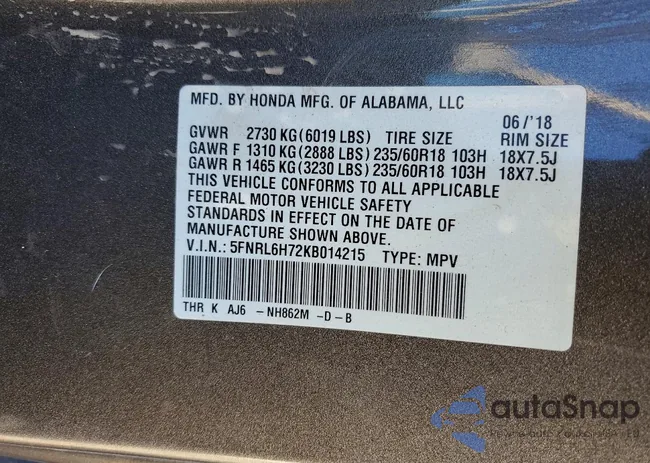 MFD. BY HONDA MFG. OF ALABAMA, LLC
06/'18
GVWR 2730 KG(6019 LBS) TIRE SIZE RIM SIZE
GAWR F 1310 KG(2888 LBS) 235/60R18 103H 18X7.5J
GAWR R 1465 KG(3230 LBS) 235/60R18 103H 18X7.5J
THIS VEHICLE CONFORMS TO ALL APPLICABLE
FEDERAL MOTOR VEHICLE SAFETY
STANDARDS IN EFFECT ON THE DATE OF
MANUFACTURE SHOWN ABOVE.
V.I.N.: 5FNRL6H72KB014215 TYPE: MPV
THR K AJ6 -NH862M -D-B
autaSnap